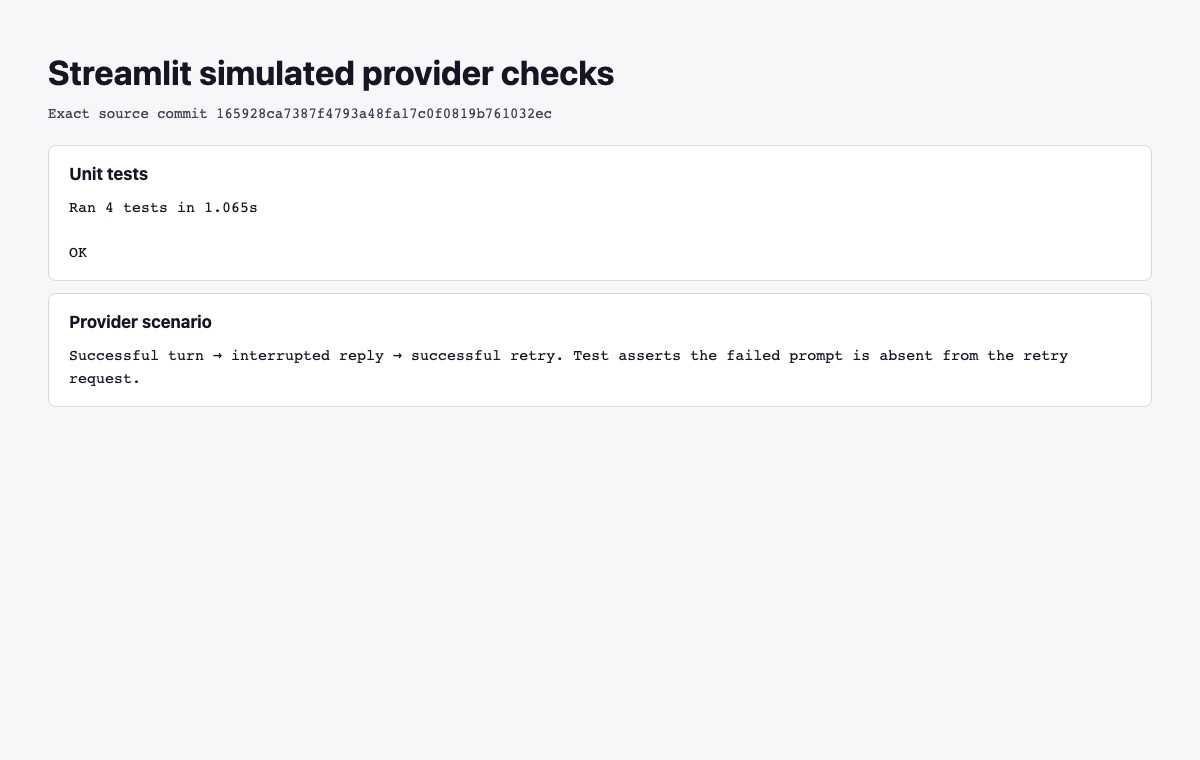 Streamlit simulated provider checks
Exact source commit 165928ca7387f4793a48fa17c0f0819b761032ec
Unit tests
Ran 4 tests in 1.065s
OK
Provider scenario
Successful turn → interrupted reply → successful retry. Test asserts the failed prompt is absent from the retry
request.